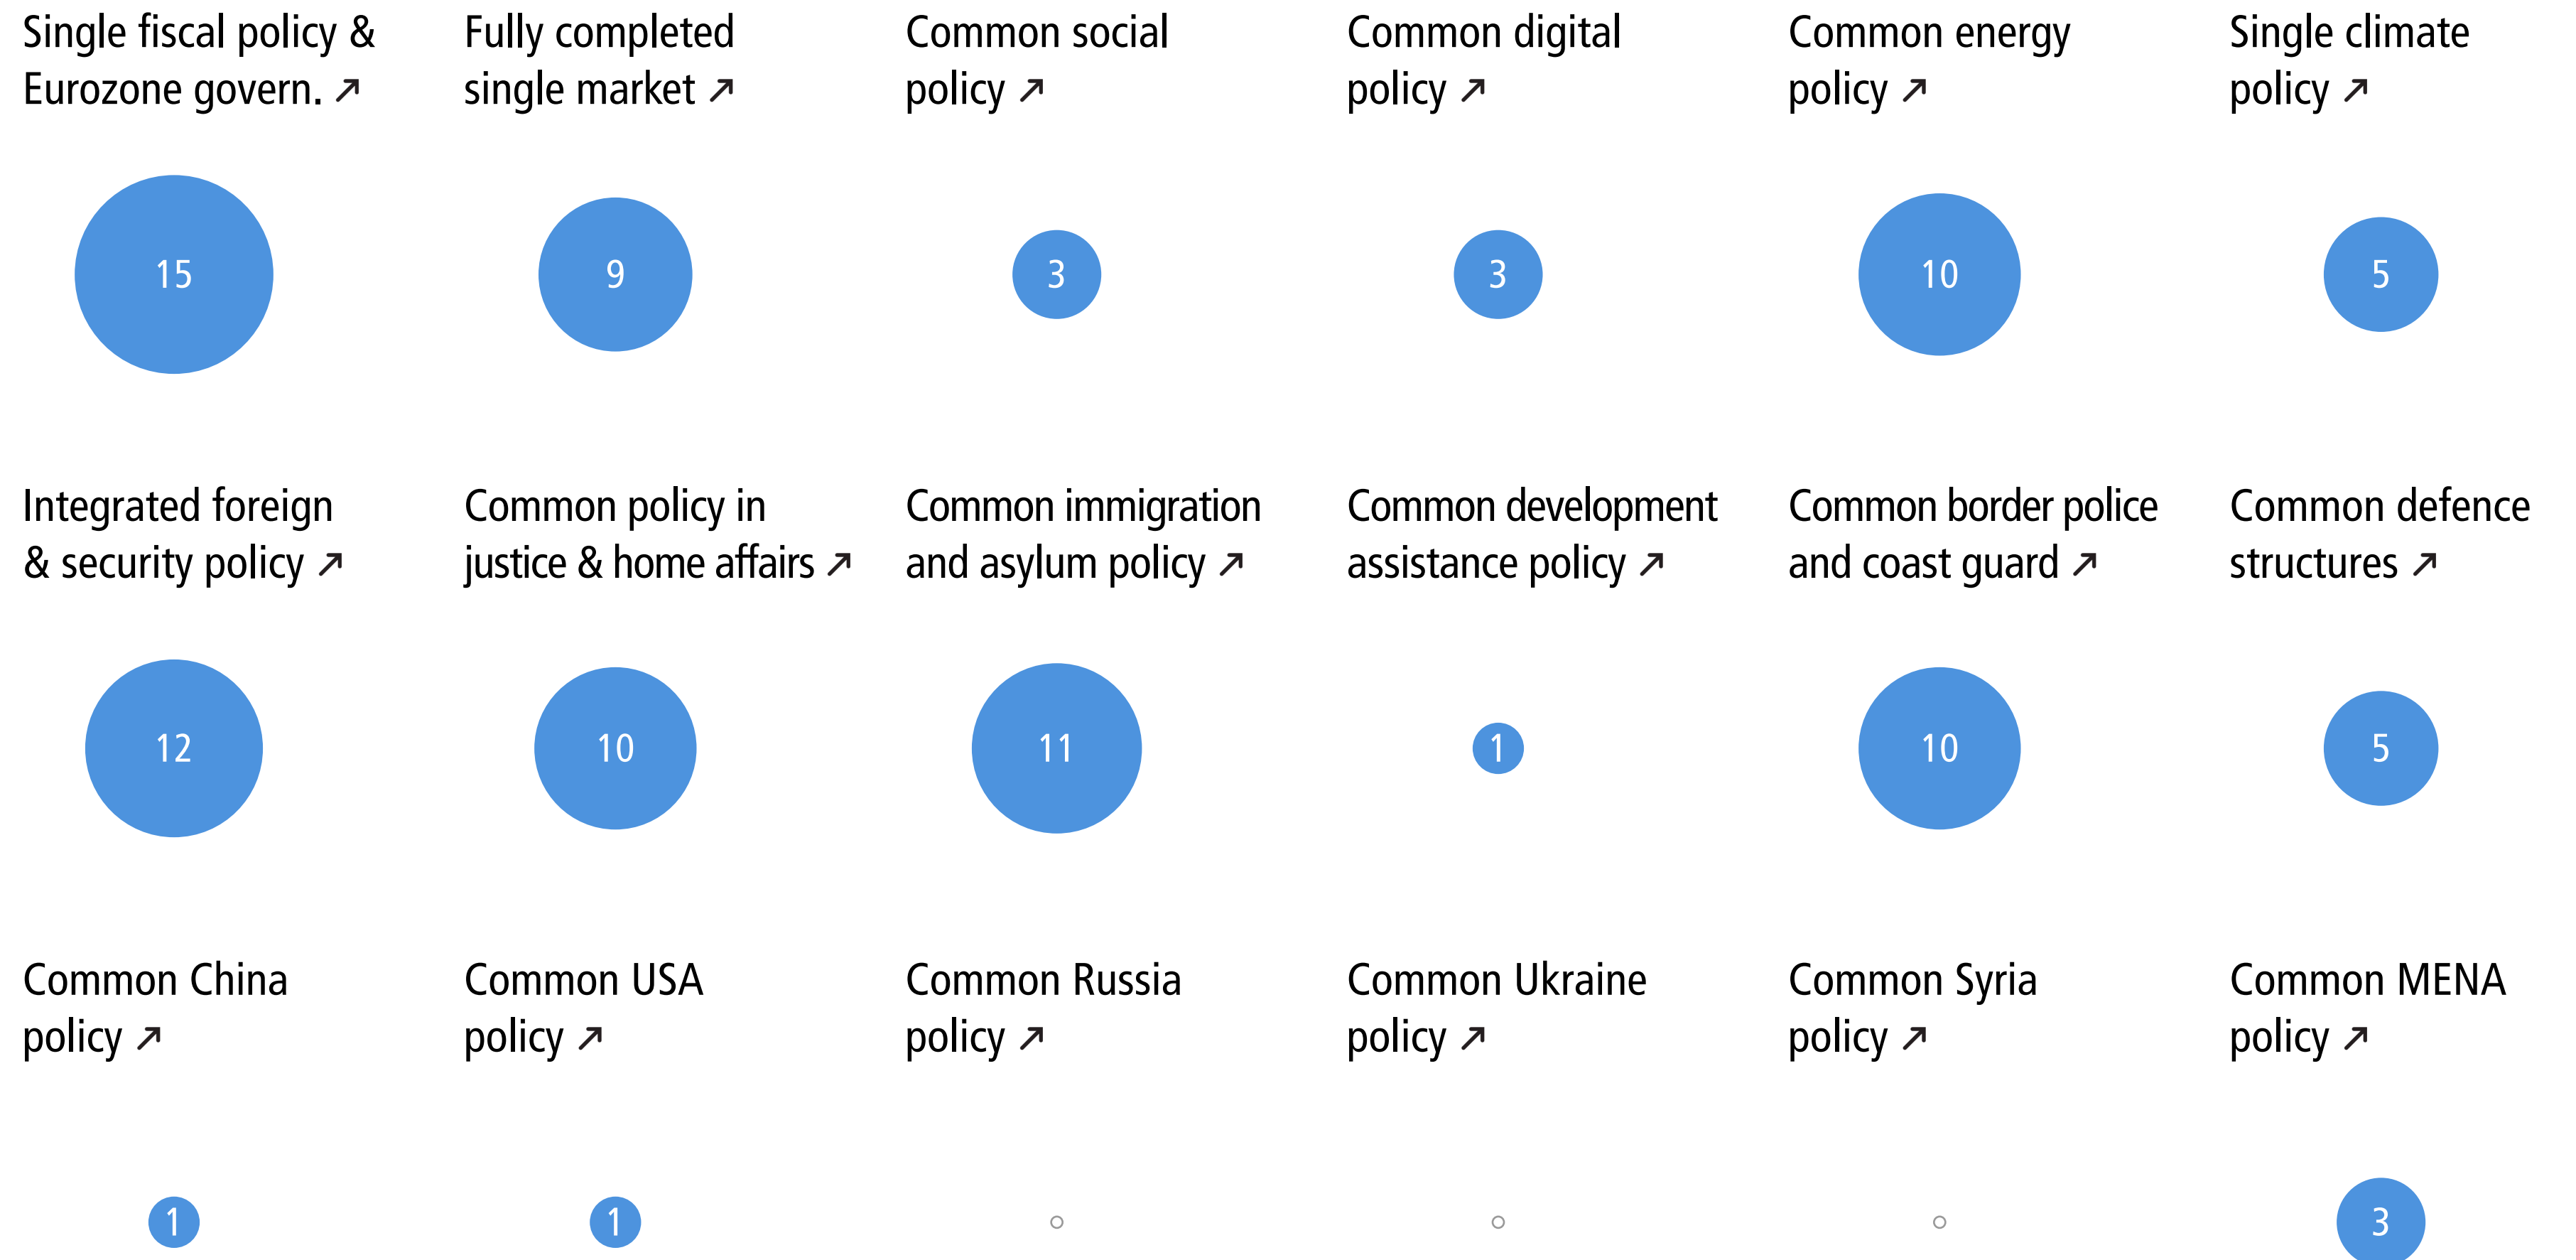 Single fiscal policy &
Eurozone govern. ↗
Fully completed
single market ↗
Common social
policy ↗
Common digital
policy ↗
Common energy
policy ↗
Single climate
policy ↗
15
9
3
3
10
5
Integrated foreign
& security policy ↗
Common policy in
justice & home affairs ↗
Common immigration
and asylum policy ↗
Common development
assistance policy ↗
Common border police
and coast guard ↗
Common defence
structures ↗
12
10
11
1
10
5
Common China
policy ↗
Common USA
policy ↗
Common Russia
policy ↗
Common Ukraine
policy ↗
Common Syria
policy ↗
Common MENA
policy ↗
1
1
3